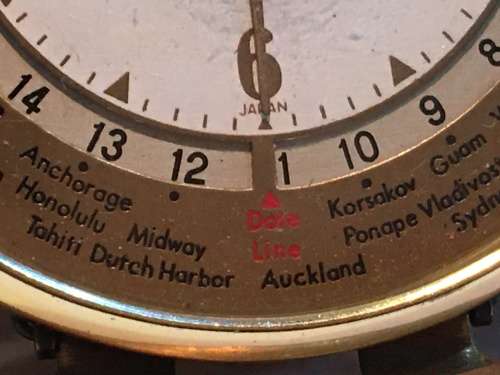 6
JAPAN
14 13 12 1 10 9 8
Anchorage
Honolulu Midway
Tahiti Dutch Harbor
Date
Line
Auckland
Korsakov Guam
Ponape Vladivos
Sydn